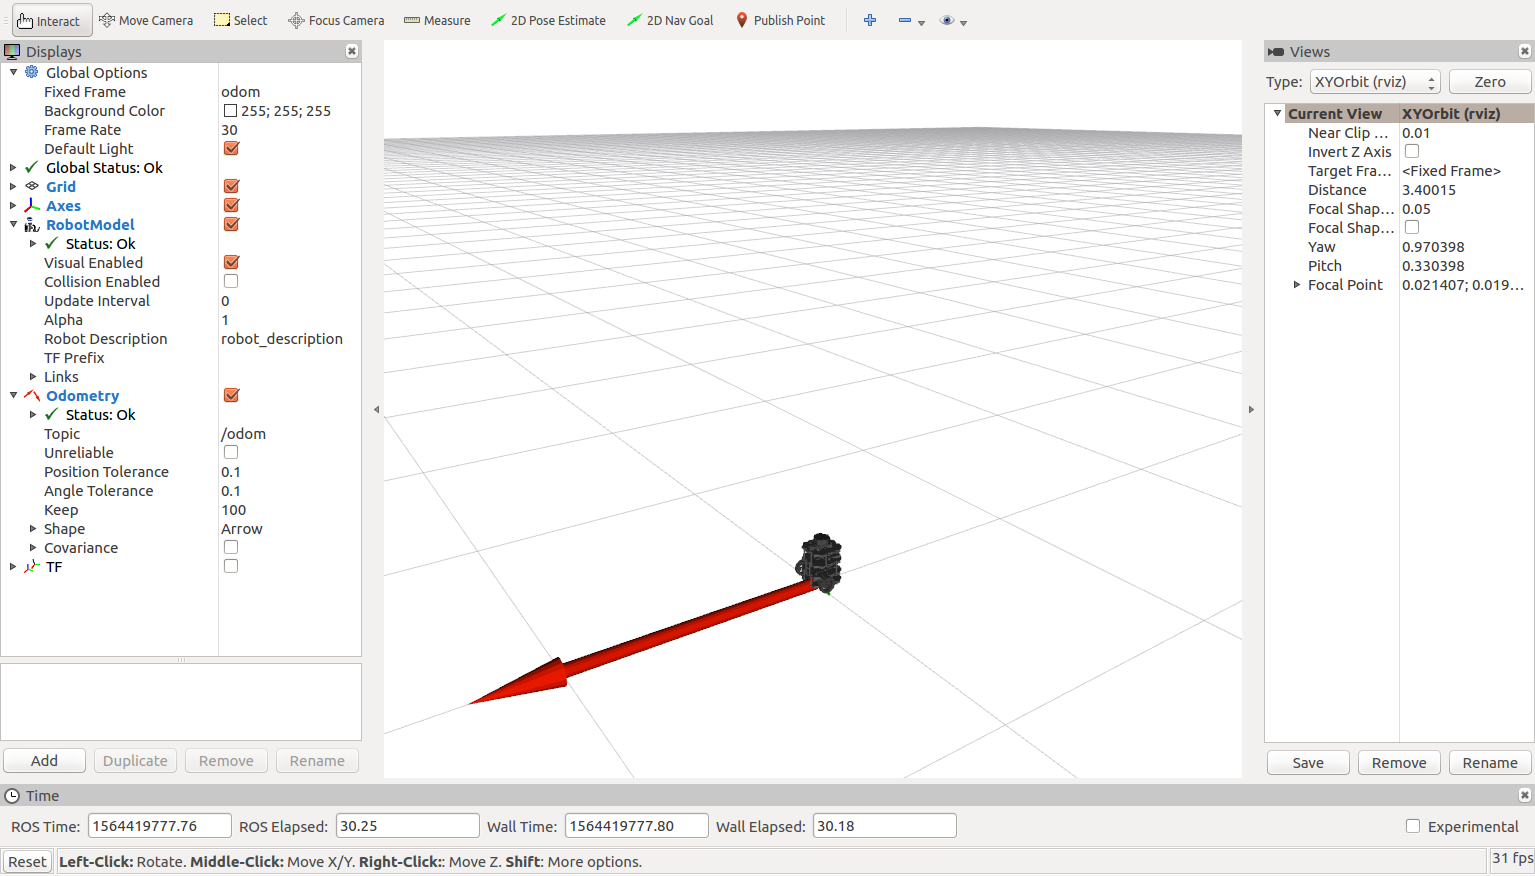 Interact Move Camera Select Focus Camera Measure 2D Pose Estimate 2D Nav Goal Publish Point
Displays
Global Options
Fixed Frame odom
Background Color 255; 255; 255
Frame Rate 30
Default Light
Global Status: Ok
Grid
Axes
RobotModel
Status: Ok
Visual Enabled
Collision Enabled
Update Interval 0
Alpha 1
Robot Description robot_description
TF Prefix
Links
Odometry
Status: Ok
Topic /odom
Unreliable
Position Tolerance 0.1
Angle Tolerance 0.1
Keep 100
Shape Arrow
Covariance
TF
Add Duplicate Remove Rename
Views
Type: XYOrbit (rviz) Zero
Current View XYOrbit (rviz)
Near Clip ... 0.01
Invert Z Axis
Target Fra... <Fixed Frame>
Distance 3.40015
Focal Shap... 0.05
Focal Shap...
Yaw 0.970398
Pitch 0.330398
Focal Point 0.021407; 0.019...
Save Remove Rename
Time
ROS Time: 1564419777.76 ROS Elapsed: 30.25 Wall Time: 1564419777.80 Wall Elapsed: 30.18 Experimental
Reset Left-Click: Rotate. Middle-Click: Move X/Y. Right-Click:: Move Z. Shift: More options. 31 fps